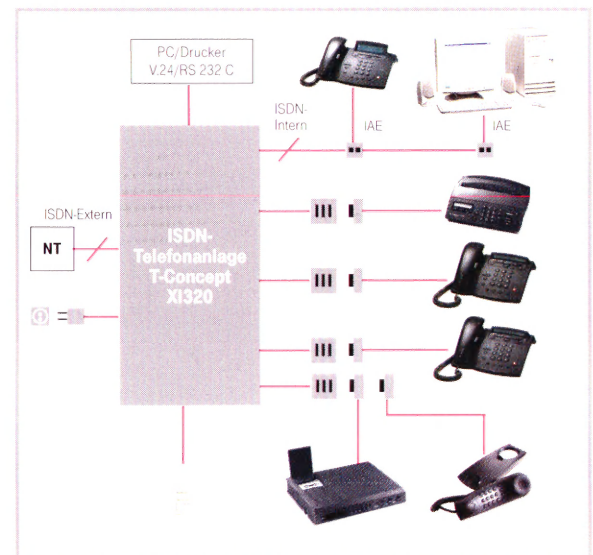 PC/Drucker
V.24/RS 232 C
ISDN-
Intern
IAE
IAE
ISDN-Extern
NT
ISDN-
Telefonanlage
T-Concept
XI320